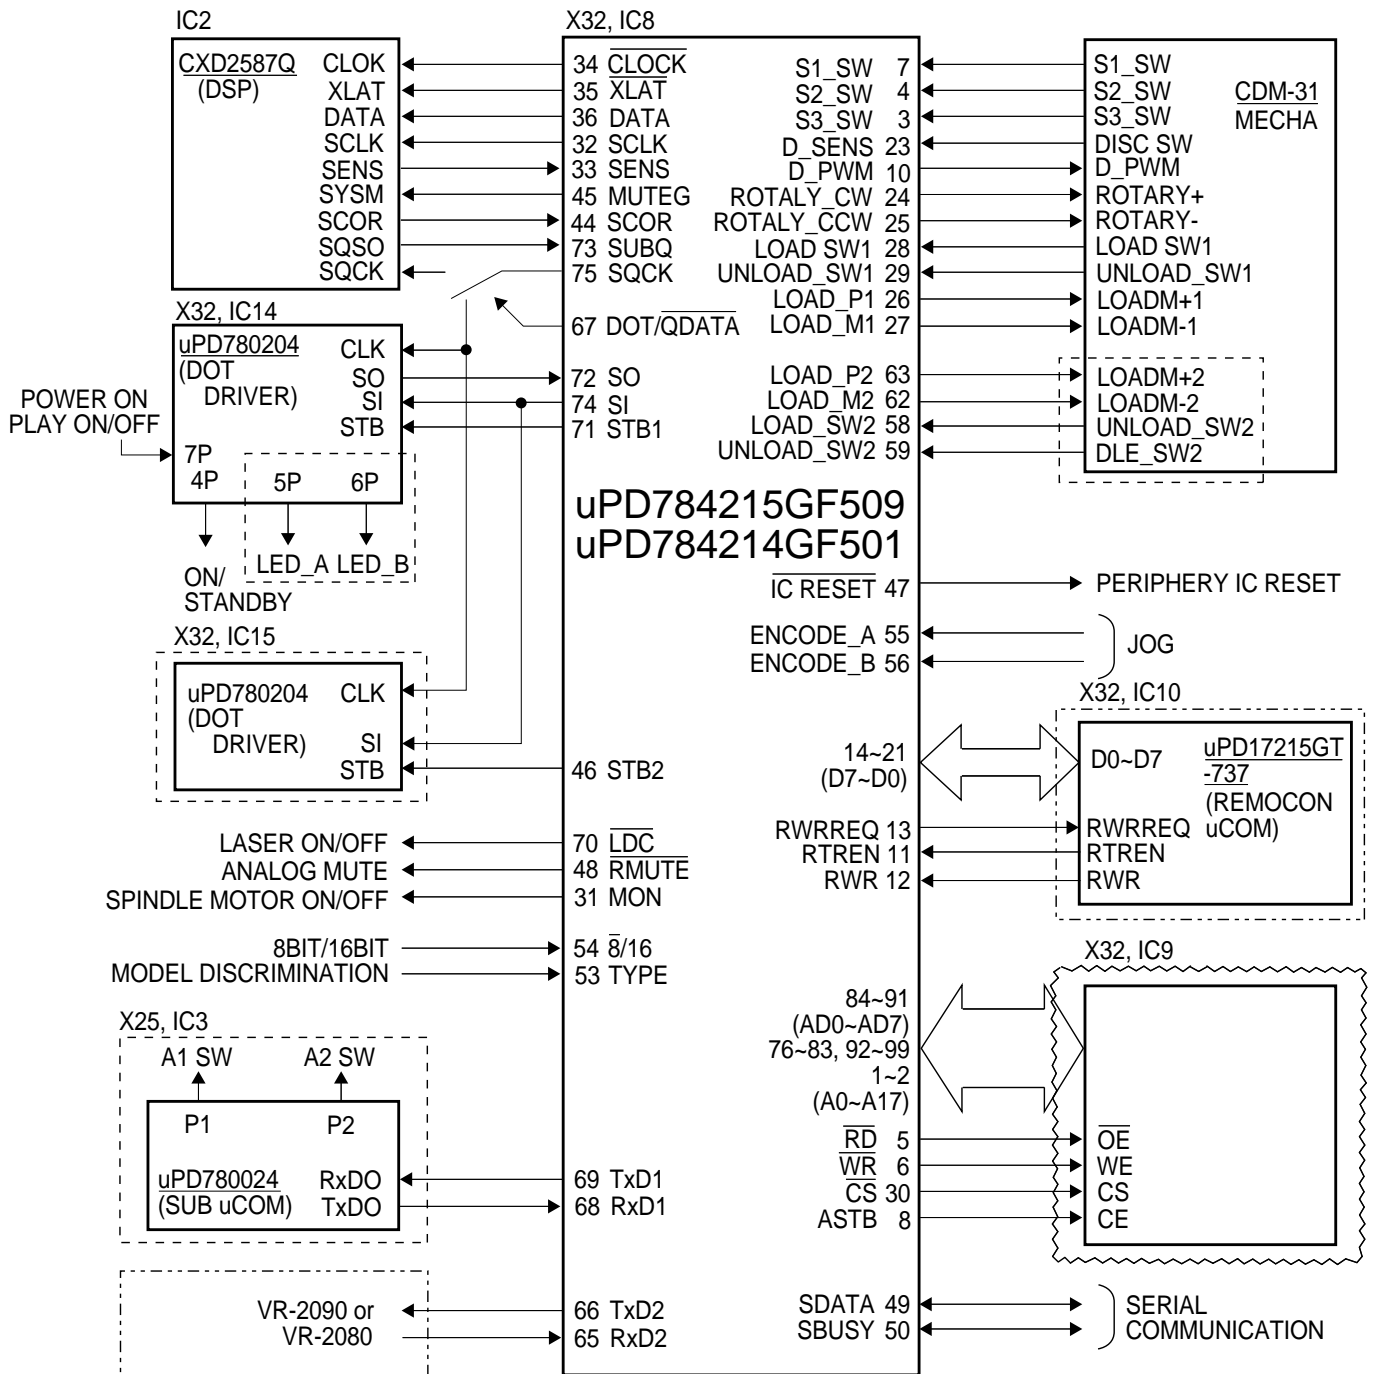 IC2
CXD2587Q
(DSP)
CLOK
XLAT
DATA
SCLK
SENS
SYSM
SCOR
SQSO
SQCK
X32, IC14
uPD780204
(DOT
DRIVER)
CLK
SO
SI
STB
POWER ON
PLAY ON/OFF
7P
4P
5P
6P
LED_A LED_B
ON/
STANDBY
X32, IC15
uPD780204
(DOT
DRIVER)
CLK
SI
STB
LASER ON/OFF
ANALOG MUTE
SPINDLE MOTOR ON/OFF
8BIT/16BIT
MODEL DISCRIMINATION
X25, IC3
A1 SW
A2 SW
P1
P2
uPD780024
(SUB uCOM)
RxDO
TxDO
VR-2090 or
VR-2080
X32, IC8
34 CLOCK
35 XLAT
36 DATA
32 SCLK
33 SENS
45 MUTEG
44 SCOR
73 SUBQ
75 SQCK
67 DOT/QDATA
72 SO
74 SI
71 STB1
uPD784215GF509
uPD784214GF501
46 STB2
70 LDC
48 RMUTE
31 MON
54 8/16
53 TYPE
69 TxD1
68 RxD1
66 TxD2
65 RxD2
S1_SW 7
S2_SW 4
S3_SW 3
D_SENS 23
D_PWM 10
ROTALY_CW 24
ROTALY_CCW 25
LOAD SW1 28
UNLOAD_SW1 29
LOAD_P1 26
LOAD_M1 27
LOAD_P2 63
LOAD_M2 62
LOAD_SW2 58
UNLOAD_SW2 59
IC RESET 47
ENCODE_A 55
ENCODE_B 56
14~21
(D7~D0)
RWRREQ 13
RTREN 11
RWR 12
84~91
(AD0~AD7)
76~83, 92~99
1~2
(A0~A17)
RD 5
WR 6
CS 30
ASTB 8
SDATA 49
SBUSY 50
S1_SW
S2_SW
S3_SW
DISC SW
D_PWM
ROTARY+
ROTARY-
LOAD SW1
UNLOAD_SW1
LOADM+1
LOADM-1
LOADM+2
LOADM-2
UNLOAD_SW2
DLE_SW2
CDM-31
MECHA
PERIPHERY IC RESET
JOG
X32, IC10
D0~D7
uPD17215GT
-737
(REMOCON
uCOM)
RWRREQ
RTREN
RWR
X32, IC9
OE
WE
CS
CE
SERIAL
COMMUNICATION